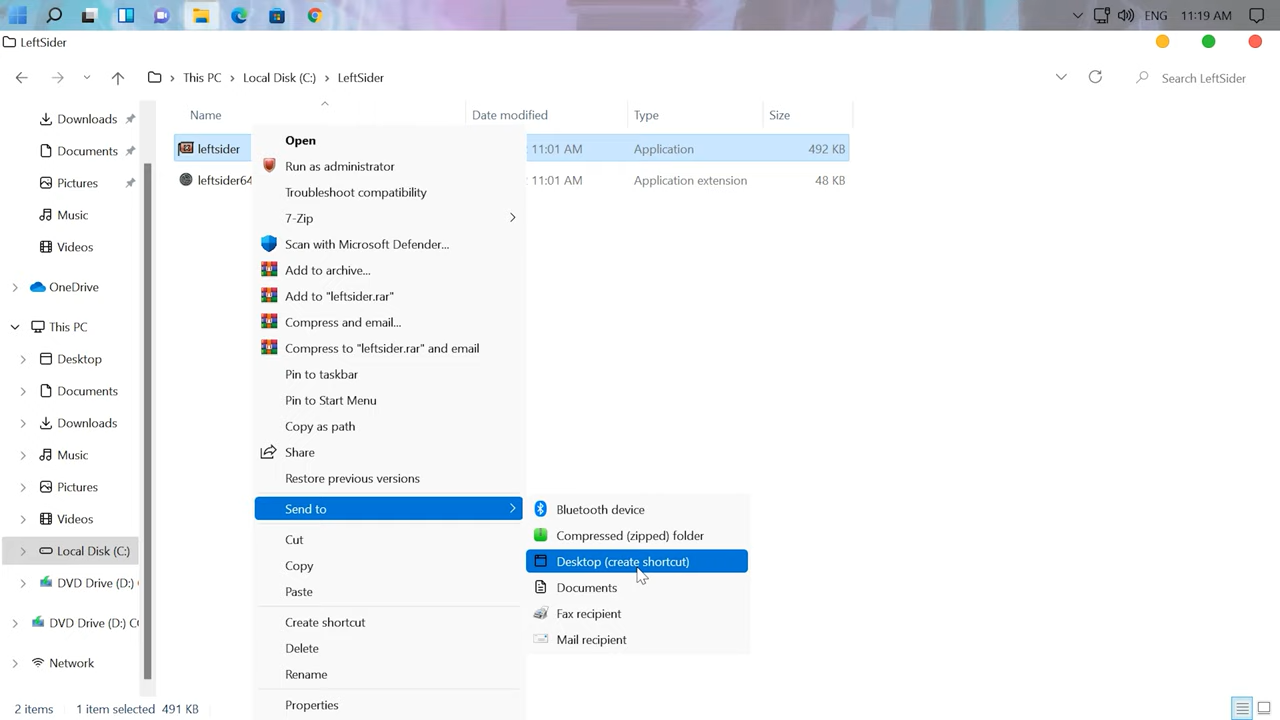 ENG
11:19 AM
LeftSider
This PC
Local Disk (C:)
LeftSider
Search LeftSider
Name
Date modified
Type
Size
leftsider
11:01 AM
Application
492 KB
leftsider64
11:01 AM
Application extension
48 KB
Downloads
Documents
Pictures
Music
Videos
OneDrive
This PC
Desktop
Documents
Downloads
Music
Pictures
Videos
Local Disk (C:)
DVD Drive (D:)
DVD Drive (D:) C
Network
Open
Run as administrator
Troubleshoot compatibility
7-Zip
Scan with Microsoft Defender...
Add to archive...
Add to "leftsider.rar"
Compress and email...
Compress to "leftsider.rar" and email
Pin to taskbar
Pin to Start Menu
Copy as path
Share
Restore previous versions
Send to
Cut
Copy
Paste
Create shortcut
Delete
Rename
Properties
Bluetooth device
Compressed (zipped) folder
Desktop (create shortcut)
Documents
Fax recipient
Mail recipient
2 items
1 item selected 491 KB